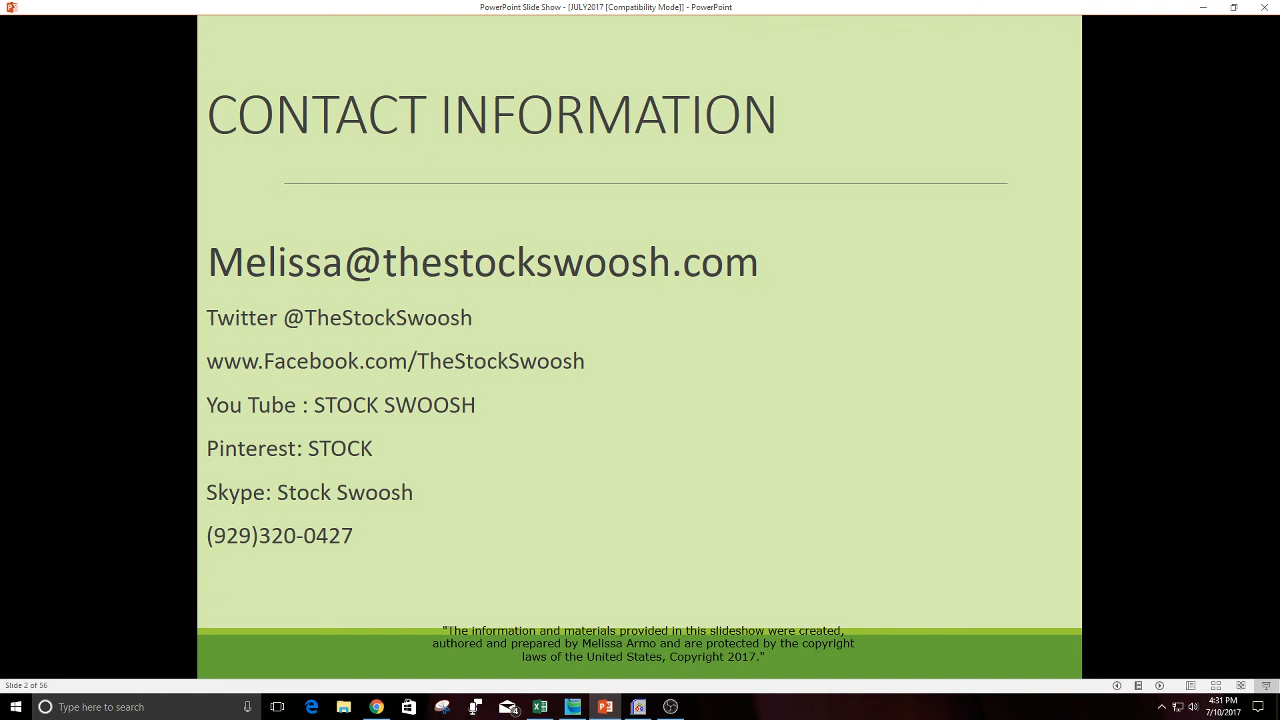 PowerPoint Slide Show - [JULY2017 [Compatibility Mode]] - PowerPoint
CONTACT INFORMATION
Melissa@thestockswoosh.com
Twitter @TheStockSwoosh
www.Facebook.com/TheStockSwoosh
You Tube : STOCK SWOOSH
Pinterest: STOCK
Skype: Stock Swoosh
(929)320-0427
"The information and materials provided in this slideshow were created,
authored and prepared by Melissa Armo and are protected by the copyright
laws of the United States, Copyright 2017."
Slide 2 of 56
Type here to search
4
4:31 PM
7/10/2017